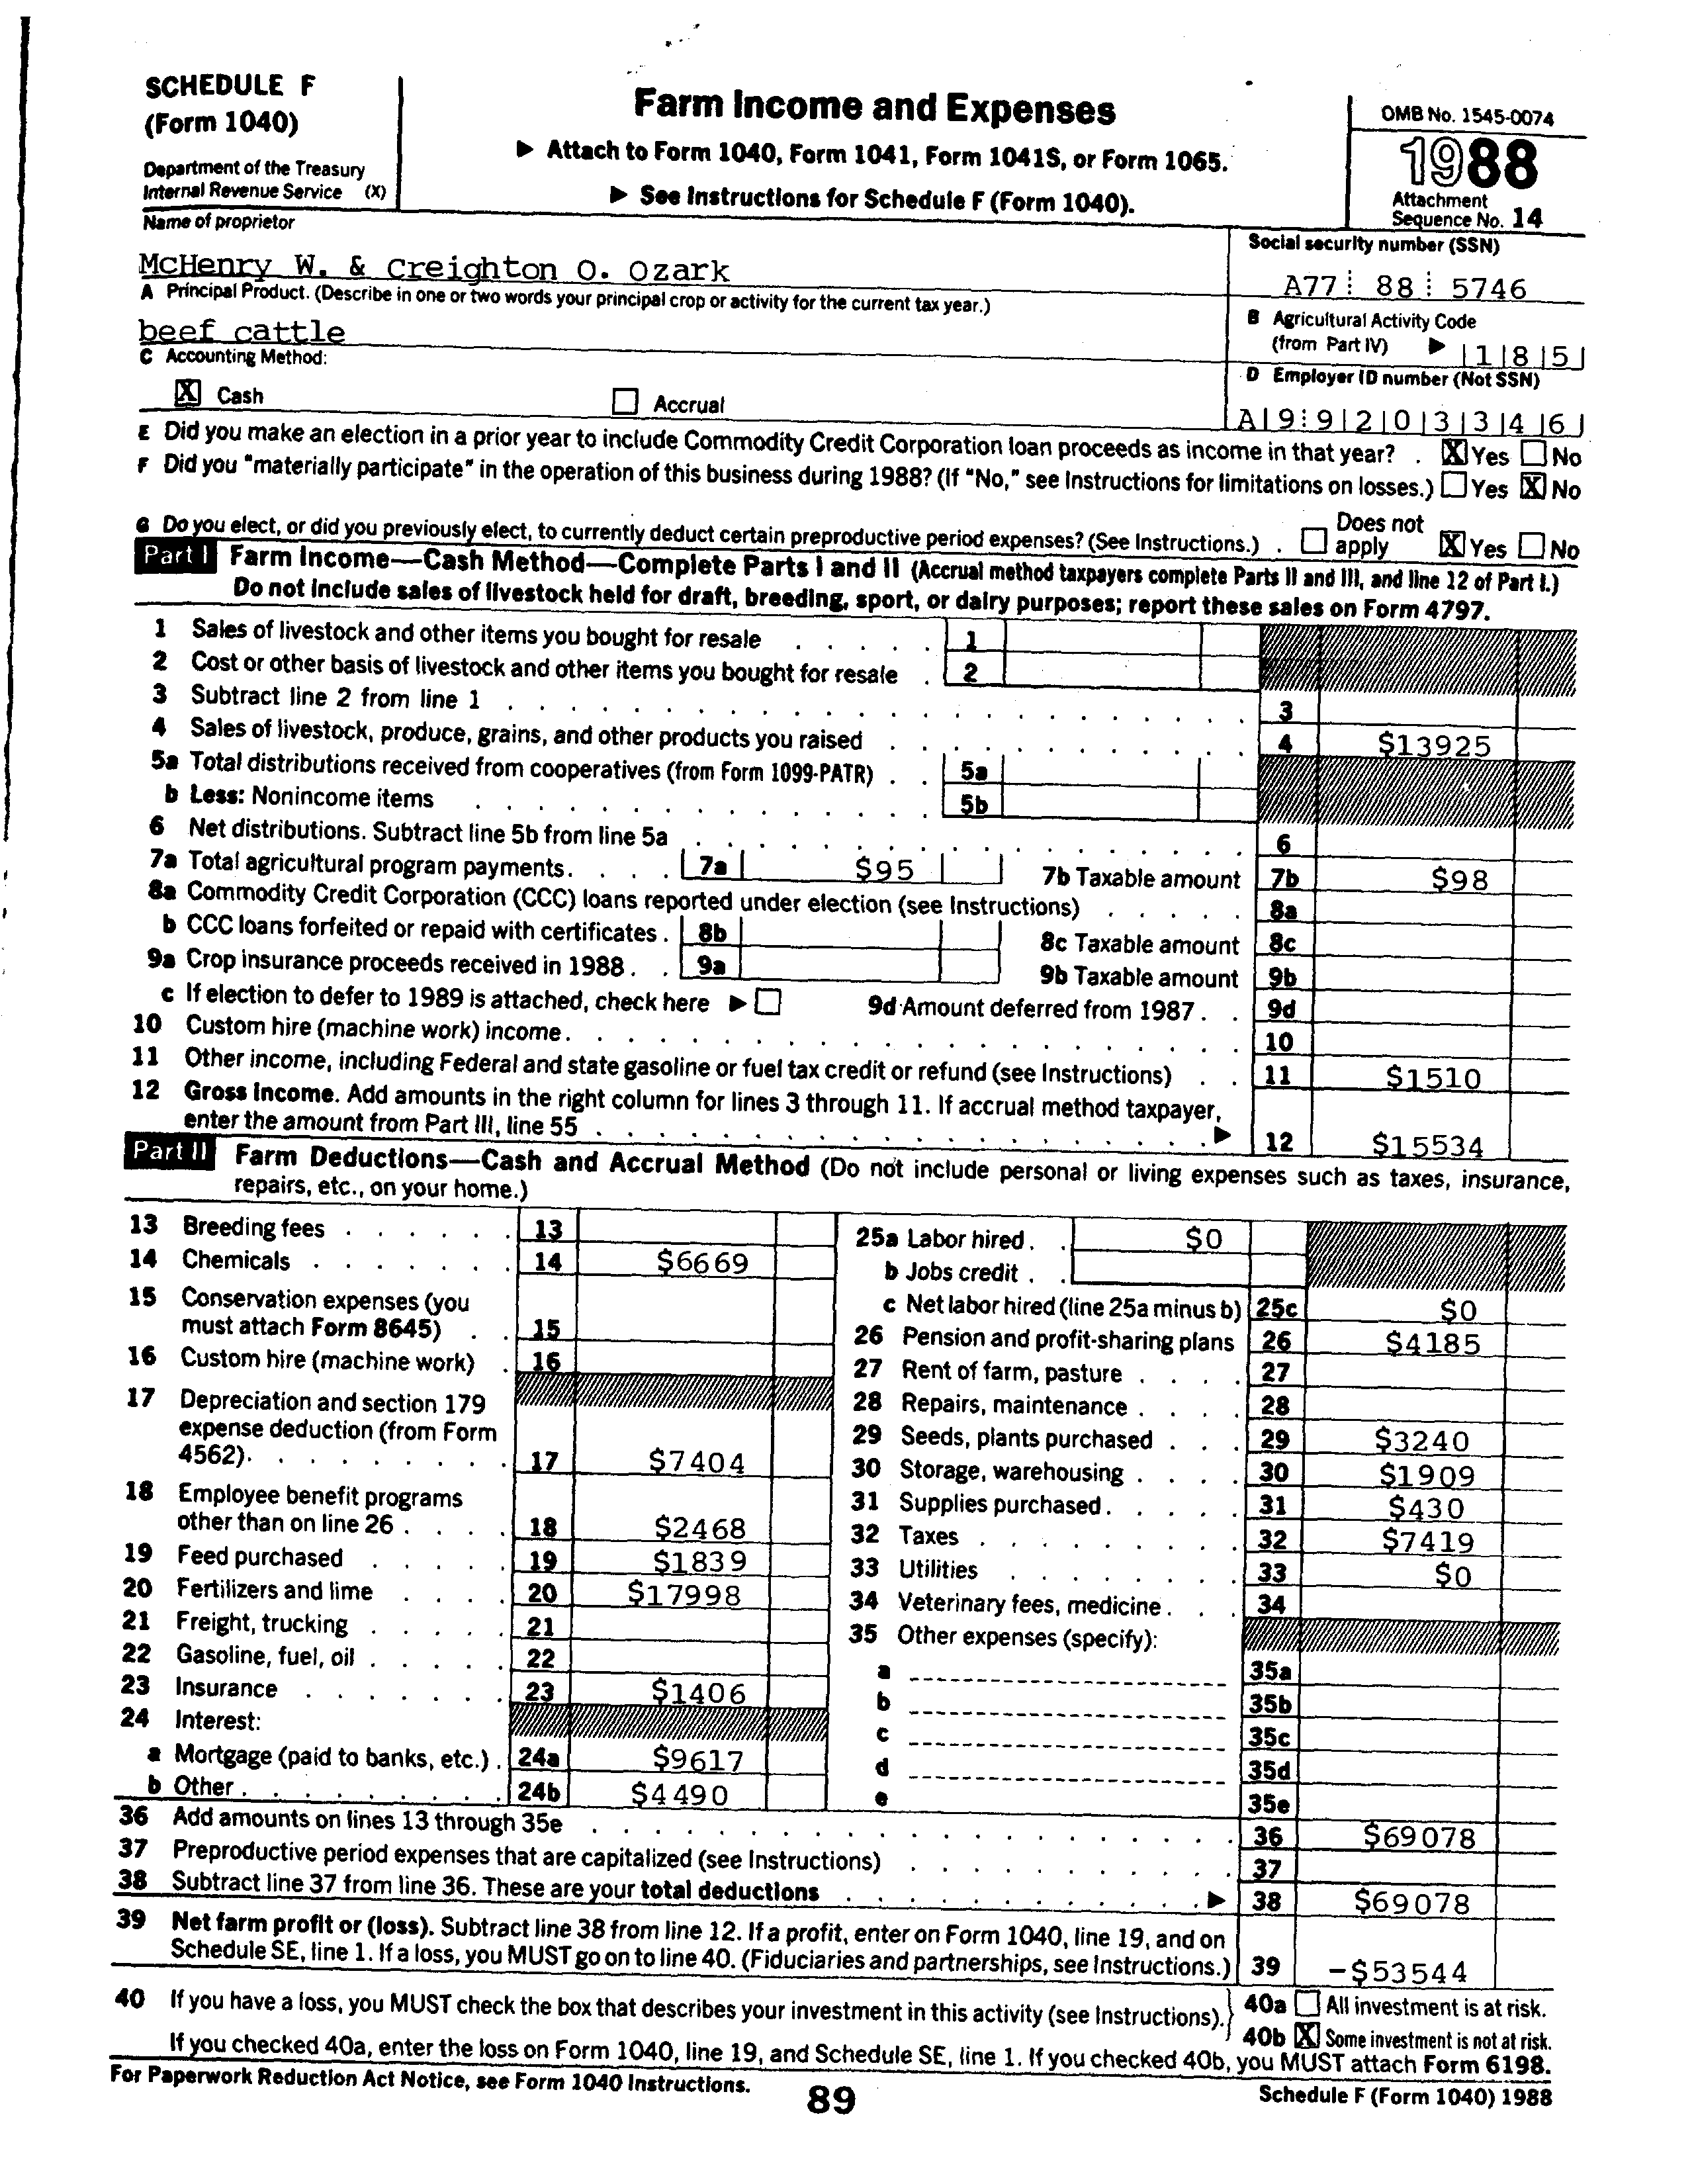 SCHEDULE F
(Form 1040)
Department of the Treasury
Internal Revenue Service (X)
Farm Income and Expenses
▶ Attach to Form 1040, Form 1041, Form 1041S, or Form 1065.
▶ See Instructions for Schedule F (Form 1040).
OMB No. 1545-0074
1988
Attachment
Sequence No. 14
Name of proprietor
McHenry W. & Creighton O. Ozark
Social security number (SSN)
A77 88 5746
A Principal Product. (Describe in one or two words your principal crop or activity for the current tax year.)
beef cattle
B Agricultural Activity Code
(from Part IV) ▶ 1 8 5
C Accounting Method:
X Cash Accrual
D Employer ID number (Not SSN)
A 9 9 2 0 3 3 4 6
E Did you make an election in a prior year to include Commodity Credit Corporation loan proceeds as income in that year? . X Yes No
F Did you "materially participate" in the operation of this business during 1988? (If "No," see Instructions for limitations on losses.) Yes X No
G Do you elect, or did you previously elect, to currently deduct certain preproductive period expenses? (See Instructions.) . Does not apply X Yes No
Part I Farm Income—Cash Method—Complete Parts I and II (Accrual method taxpayers complete Parts II and III, and line 12 of Part I.)
Do not include sales of livestock held for draft, breeding, sport, or dairy purposes; report these sales on Form 4797.
1 Sales of livestock and other items you bought for resale . . . . . 1
2 Cost or other basis of livestock and other items you bought for resale . 2
3 Subtract line 2 from line 1 . . . . . 3
4 Sales of livestock, produce, grains, and other products you raised . . . . . 4 $13925
5a Total distributions received from cooperatives (from Form 1099-PATR) . . 5a
b Less: Nonincome items . . . . . 5b
6 Net distributions. Subtract line 5b from line 5a . . . . . 6
7a Total agricultural program payments. . . . . 7a $95 7b Taxable amount 7b $98
8a Commodity Credit Corporation (CCC) loans reported under election (see Instructions) . . . . . 8a
b CCC loans forfeited or repaid with certificates . 8b 8c Taxable amount 8c
9a Crop insurance proceeds received in 1988 . . 9a 9b Taxable amount 9b
c If election to defer to 1989 is attached, check here ▶ 9d Amount deferred from 1987 . . 9d
10 Custom hire (machine work) income . . . . . 10
11 Other income, including Federal and state gasoline or fuel tax credit or refund (see Instructions) . . 11 $1510
12 Gross Income. Add amounts in the right column for lines 3 through 11. If accrual method taxpayer,
enter the amount from Part III, line 55 . . . . . ▶ 12 $15534
Part II Farm Deductions—Cash and Accrual Method (Do not include personal or living expenses such as taxes, insurance,
repairs, etc., on your home.)
13 Breeding fees . . . . . . 13
14 Chemicals . . . . . . . 14 $6669
15 Conservation expenses (you
must attach Form 8645) . . 15
16 Custom hire (machine work) . 16
17 Depreciation and section 179
expense deduction (from Form
4562). . . . . . . . . 17 $7404
18 Employee benefit programs
other than on line 26 . . . . 18 $2468
19 Feed purchased . . . . . 19 $1839
20 Fertilizers and lime . . . . 20 $17998
21 Freight, trucking . . . . . 21
22 Gasoline, fuel, oil . . . . . 22
23 Insurance . . . . . . . 23 $1406
24 Interest:
a Mortgage (paid to banks, etc.) . 24a $9617
b Other . . . . . . . . . 24b $4490
25a Labor hired . . $0
b Jobs credit . .
c Net labor hired (line 25a minus b) 25c $0
26 Pension and profit-sharing plans 26 $4185
27 Rent of farm, pasture . . . . 27
28 Repairs, maintenance . . . . 28
29 Seeds, plants purchased . . . 29 $3240
30 Storage, warehousing . . . . 30 $1909
31 Supplies purchased . . . . . 31 $430
32 Taxes . . . . . . . . . 32 $7419
33 Utilities . . . . . . . 33 $0
34 Veterinary fees, medicine . . . 34
35 Other expenses (specify):
a 35a
b 35b
c 35c
d 35d
e 35e
36 Add amounts on lines 13 through 35e . . . . . 36 $69078
37 Preproductive period expenses that are capitalized (see Instructions) . . . . . 37
38 Subtract line 37 from line 36. These are your total deductions . . . . . ▶ 38 $69078
39 Net farm profit or (loss). Subtract line 38 from line 12. If a profit, enter on Form 1040, line 19, and on
Schedule SE, line 1. If a loss, you MUST go on to line 40. (Fiduciaries and partnerships, see Instructions.) 39 -$53544
40 If you have a loss, you MUST check the box that describes your investment in this activity (see Instructions). 40a All investment is at risk.
40b X Some investment is not at risk.
If you checked 40a, enter the loss on Form 1040, line 19, and Schedule SE, line 1. If you checked 40b, you MUST attach Form 6198.
For Paperwork Reduction Act Notice, see Form 1040 Instructions.
89
Schedule F (Form 1040) 1988